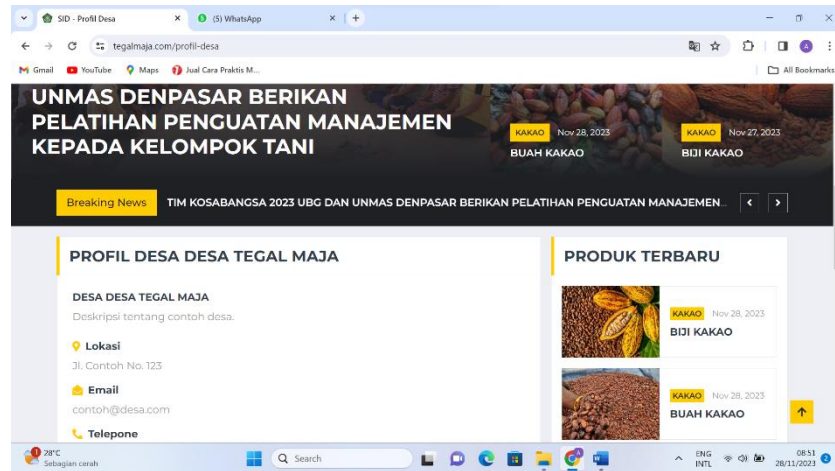 SID - Profil Desa
(5) WhatsApp
tegalmaja.com/profil-desa
Gmail YouTube Maps Jual Cara Praktis M...
All Bookmarks
UNMAS DENPASAR BERIKAN
PELATIHAN PENGUATAN MANAJEMEN
KEPADA KELOMPOK TANI
KAKAO Nov 28, 2023
BUAH KAKAO
KAKAO Nov 27, 2023
BIJI KAKAO
Breaking News TIM KOSABANGSA 2023 UBG DAN UNMAS DENPASAR BERIKAN PELATIHAN PENGUATAN MANAJEMEN...
PROFIL DESA DESA TEGAL MAJA
DESA DESA TEGAL MAJA
Deskripsi tentang contoh desa.
Lokasi
Jl. Contoh No. 123
Email
contoh@desa.com
Telepone
PRODUK TERBARU
KAKAO Nov 28, 2023
BIJI KAKAO
KAKAO Nov 28, 2023
BUAH KAKAO
28°C
Sebagian cerah
Search
ENG
INTL
08:51
28/11/2023